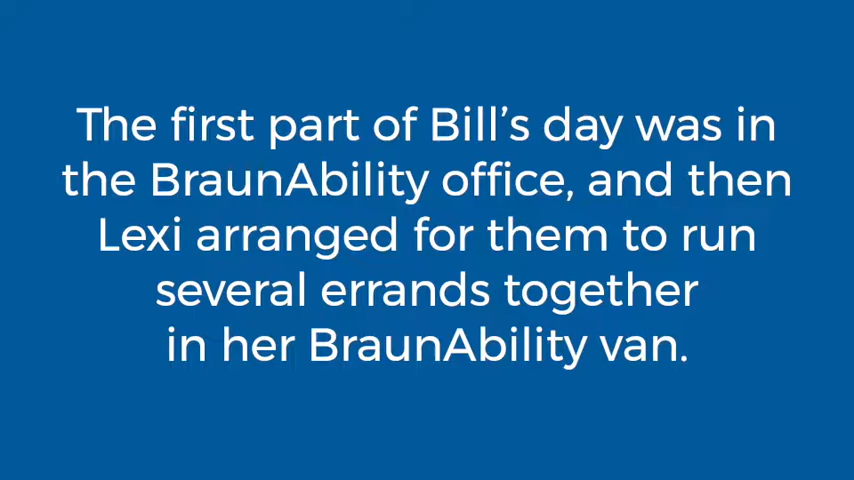 The first part of Bill’s day was in
the BraunAbility office, and then
Lexi arranged for them to run
several errands together
in her BraunAbility van.